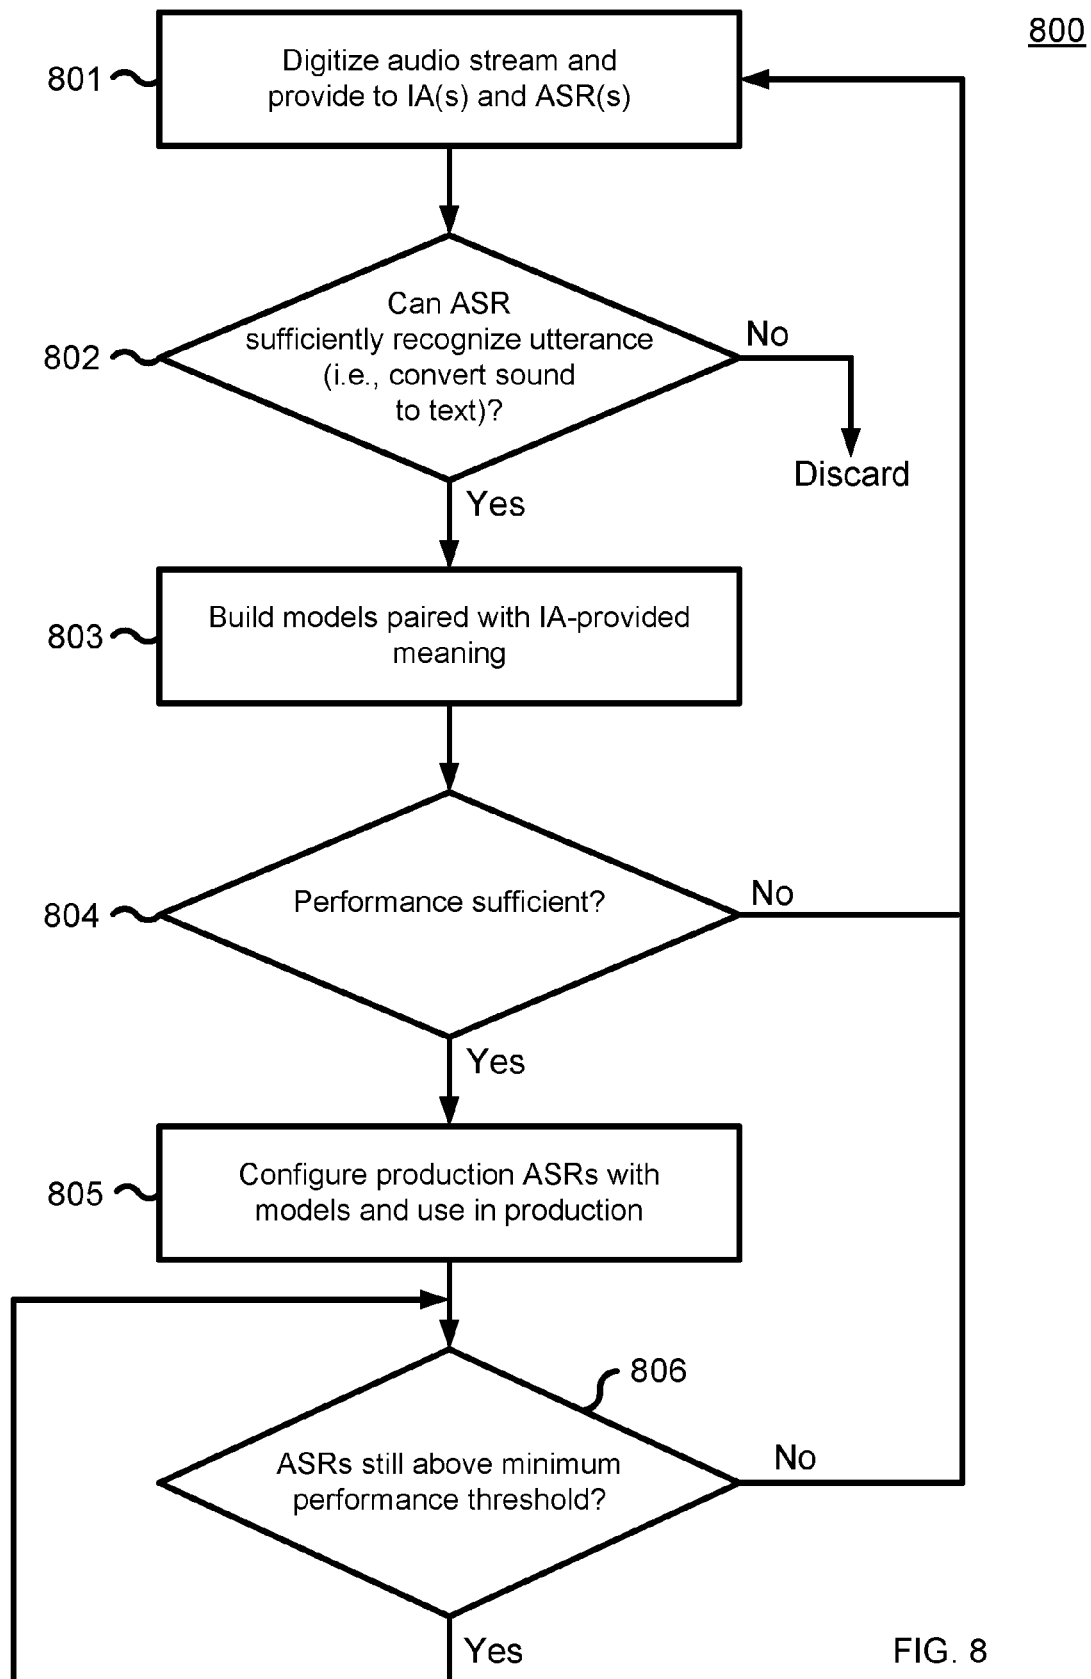 800
801
Digitize audio stream and
provide to IA(s) and ASR(s)
802
Can ASR
sufficiently recognize utterance
(i.e., convert sound
to text)?
No
Discard
Yes
803
Build models paired with IA-provided
meaning
804
Performance sufficient?
No
Yes
805
Configure production ASRs with
models and use in production
806
ASRs still above minimum
performance threshold?
No
Yes
FIG. 8